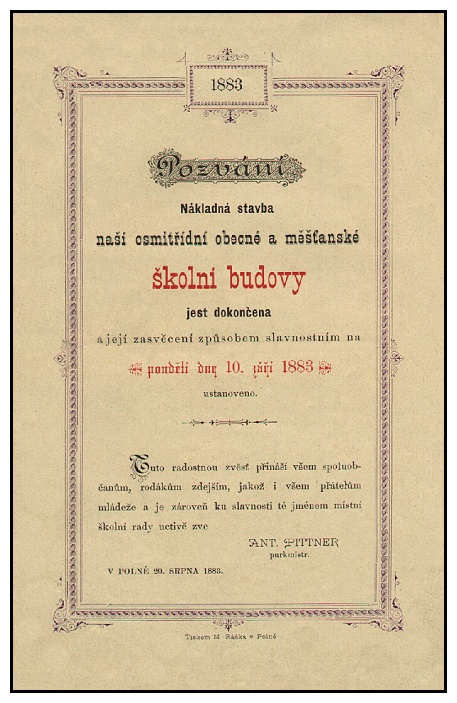 1883
Pozvání
Nákladná stavba
naší osmitřídní obecné a měšťanské
školní budovy
jest dokončena
a její zasvěcení způsobem slavnostním na
pondělí dne 10. září 1883
ustanoveno.
Tuto radostnou zvěsť přináší všem spoluob-
čanům, rodákům zdejším, jakož i všem přátelům
mládeže a je zároveň ku slavnosti té jménem místní
školní rady uctivě zve
ANT. PITTNER
purkmistr.
V POLNÉ 20. SRPNA 1883.
Tiskem M. Ráčka v Polné